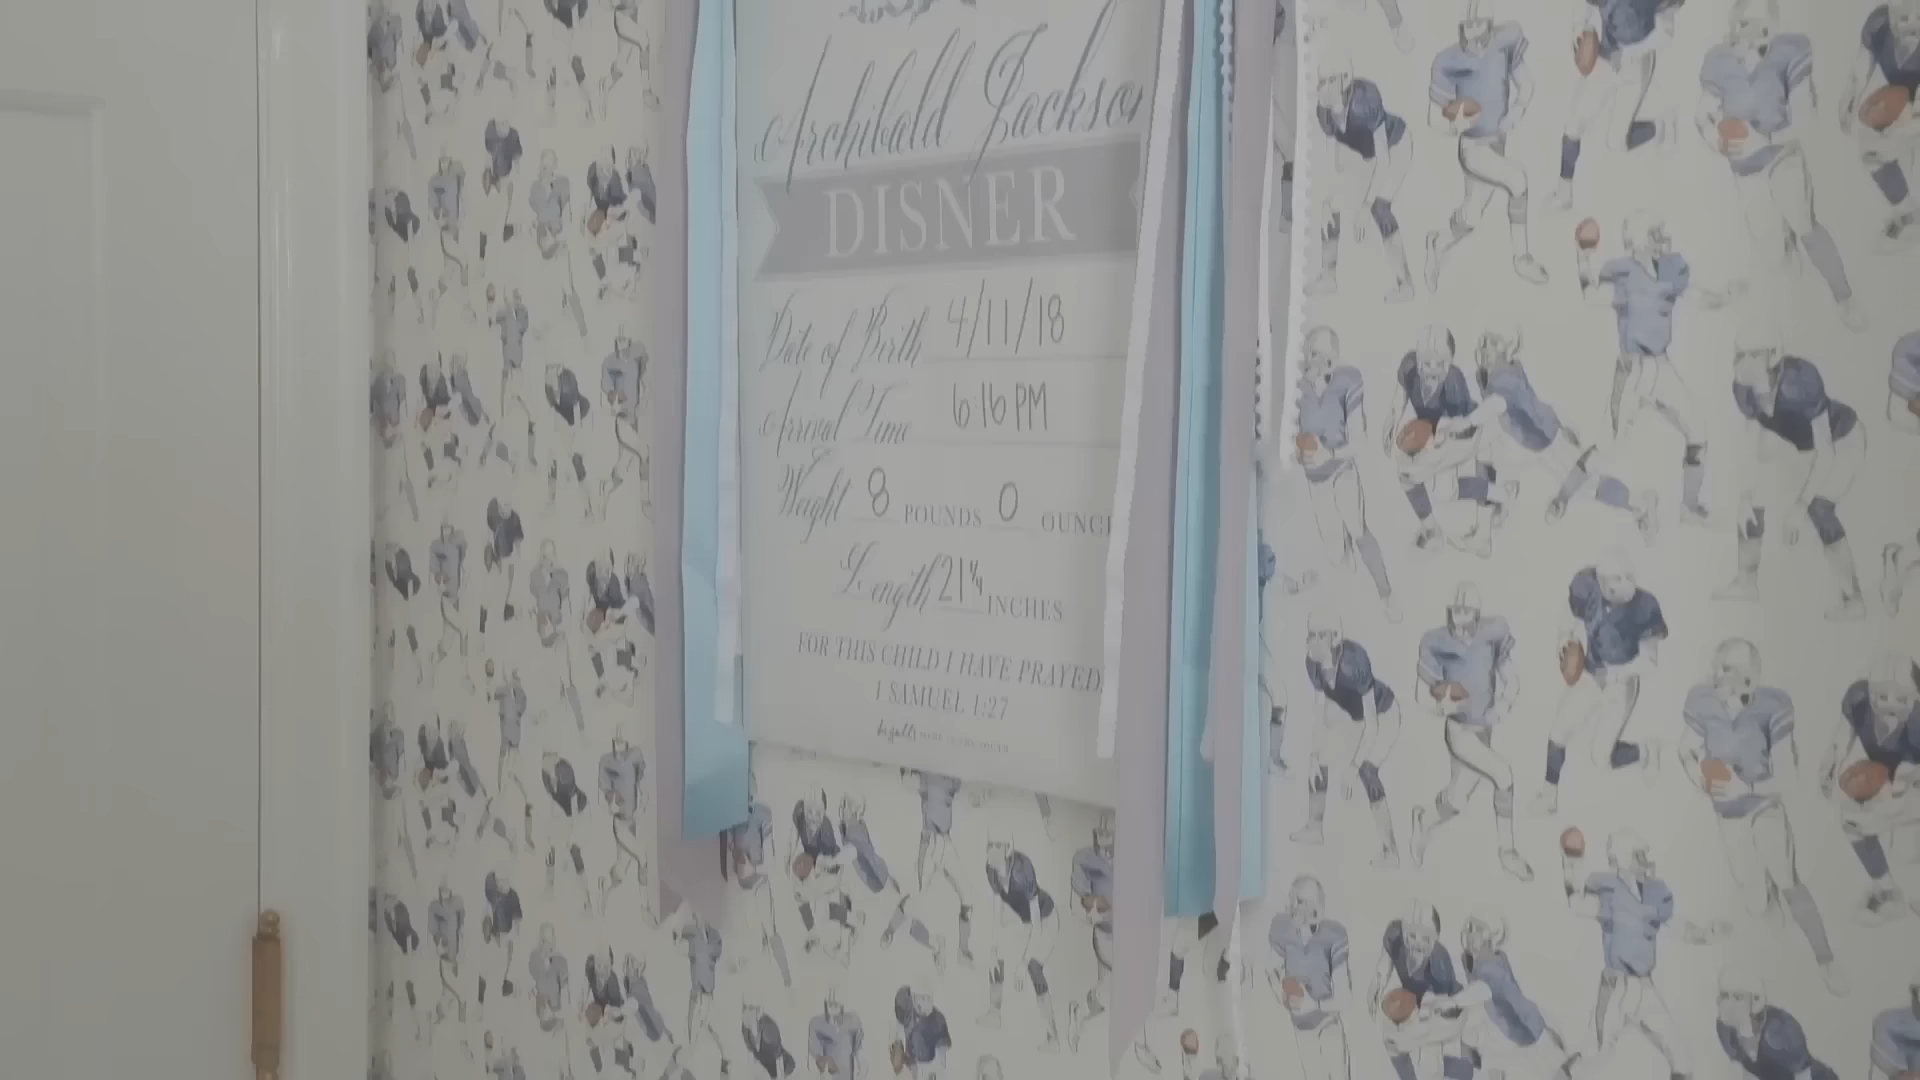 Archibald Jackson
DISNER
Date of Birth 4/11/18
Arrival Time 6:16 PM
Weight 8 POUNDS 0 OUNC
Length 21 1/4 INCHES
FOR THIS CHILD I HAVE PRAYED
1 SAMUEL 1:27